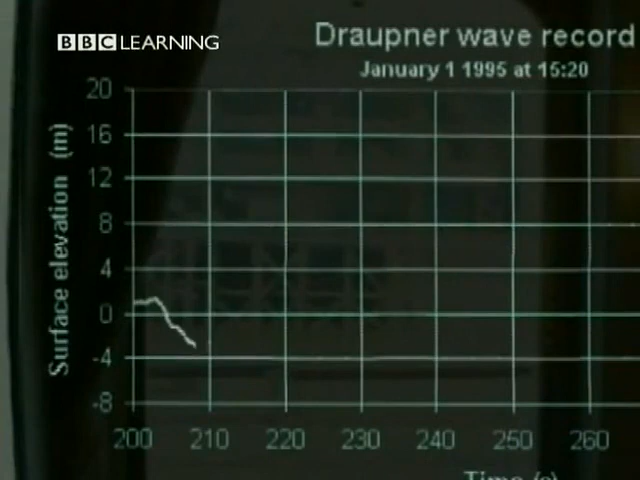 BBC LEARNING
Draupner wave record
January 1 1995 at 15:20
Surface elevation (m)
20
16
12
8
4
0
-4
-8
200 210 220 230 240 250 260
Time (s)